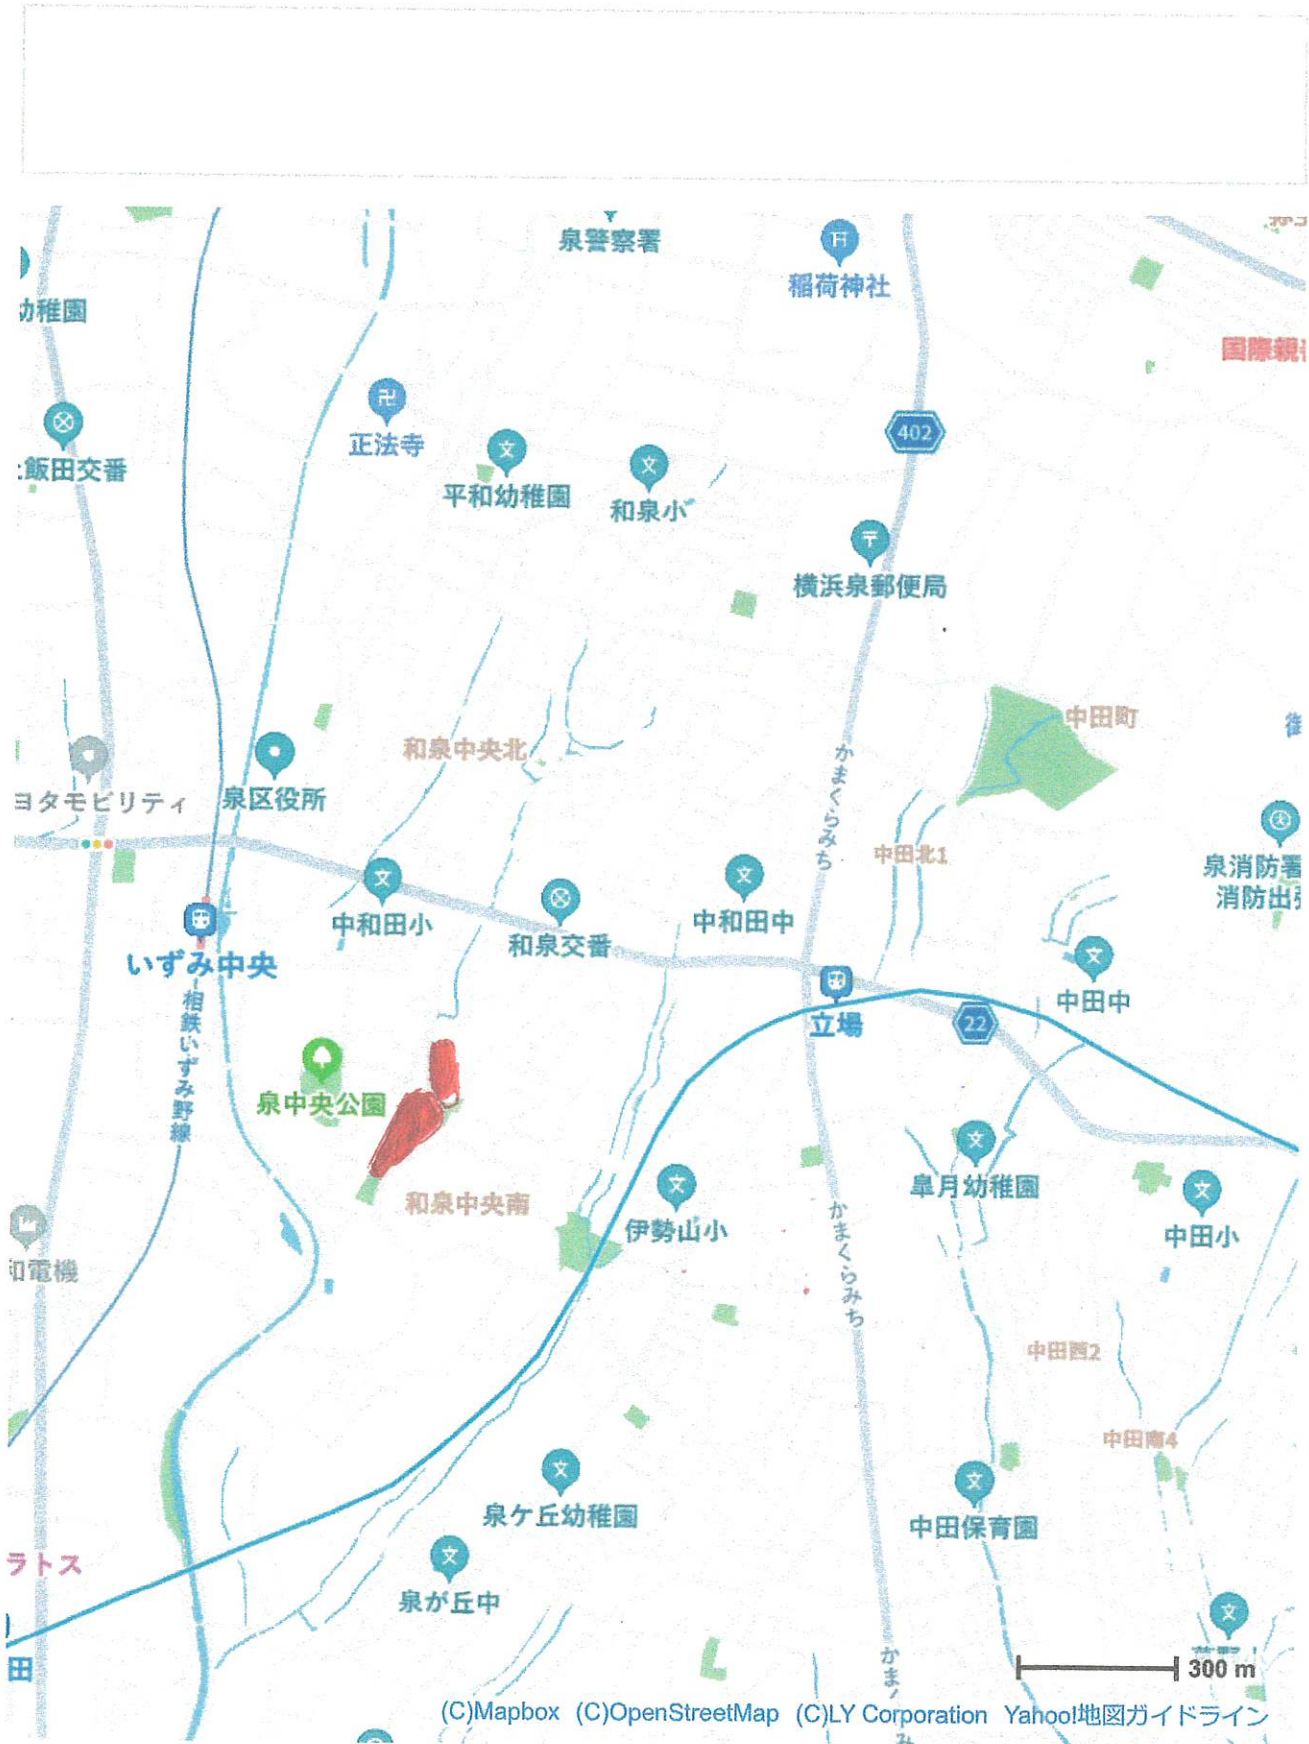 泉警察署
稲荷神社
幼稚園
国際親
402
正法寺
飯田交番
平和幼稚園
和泉小
横浜泉郵便局
中田町
和泉中央北
かまくらみち
ヨタモビリティ
泉区役所
中田北1
泉消防署
消防出
中和田小
和泉交番
中和田中
いずみ中央
中田中
立場
22
相鉄いずみ野線
泉中央公園
和泉中央南
伊勢山小
皐月幼稚園
中田小
かまくらみち
和電機
中田西2
中田南4
泉ケ丘幼稚園
中田保育園
ラトス
泉が丘中
田
かま
300 m
(C)Mapbox (C)OpenStreetMap (C)LY Corporation Yahoo!地図ガイドライン